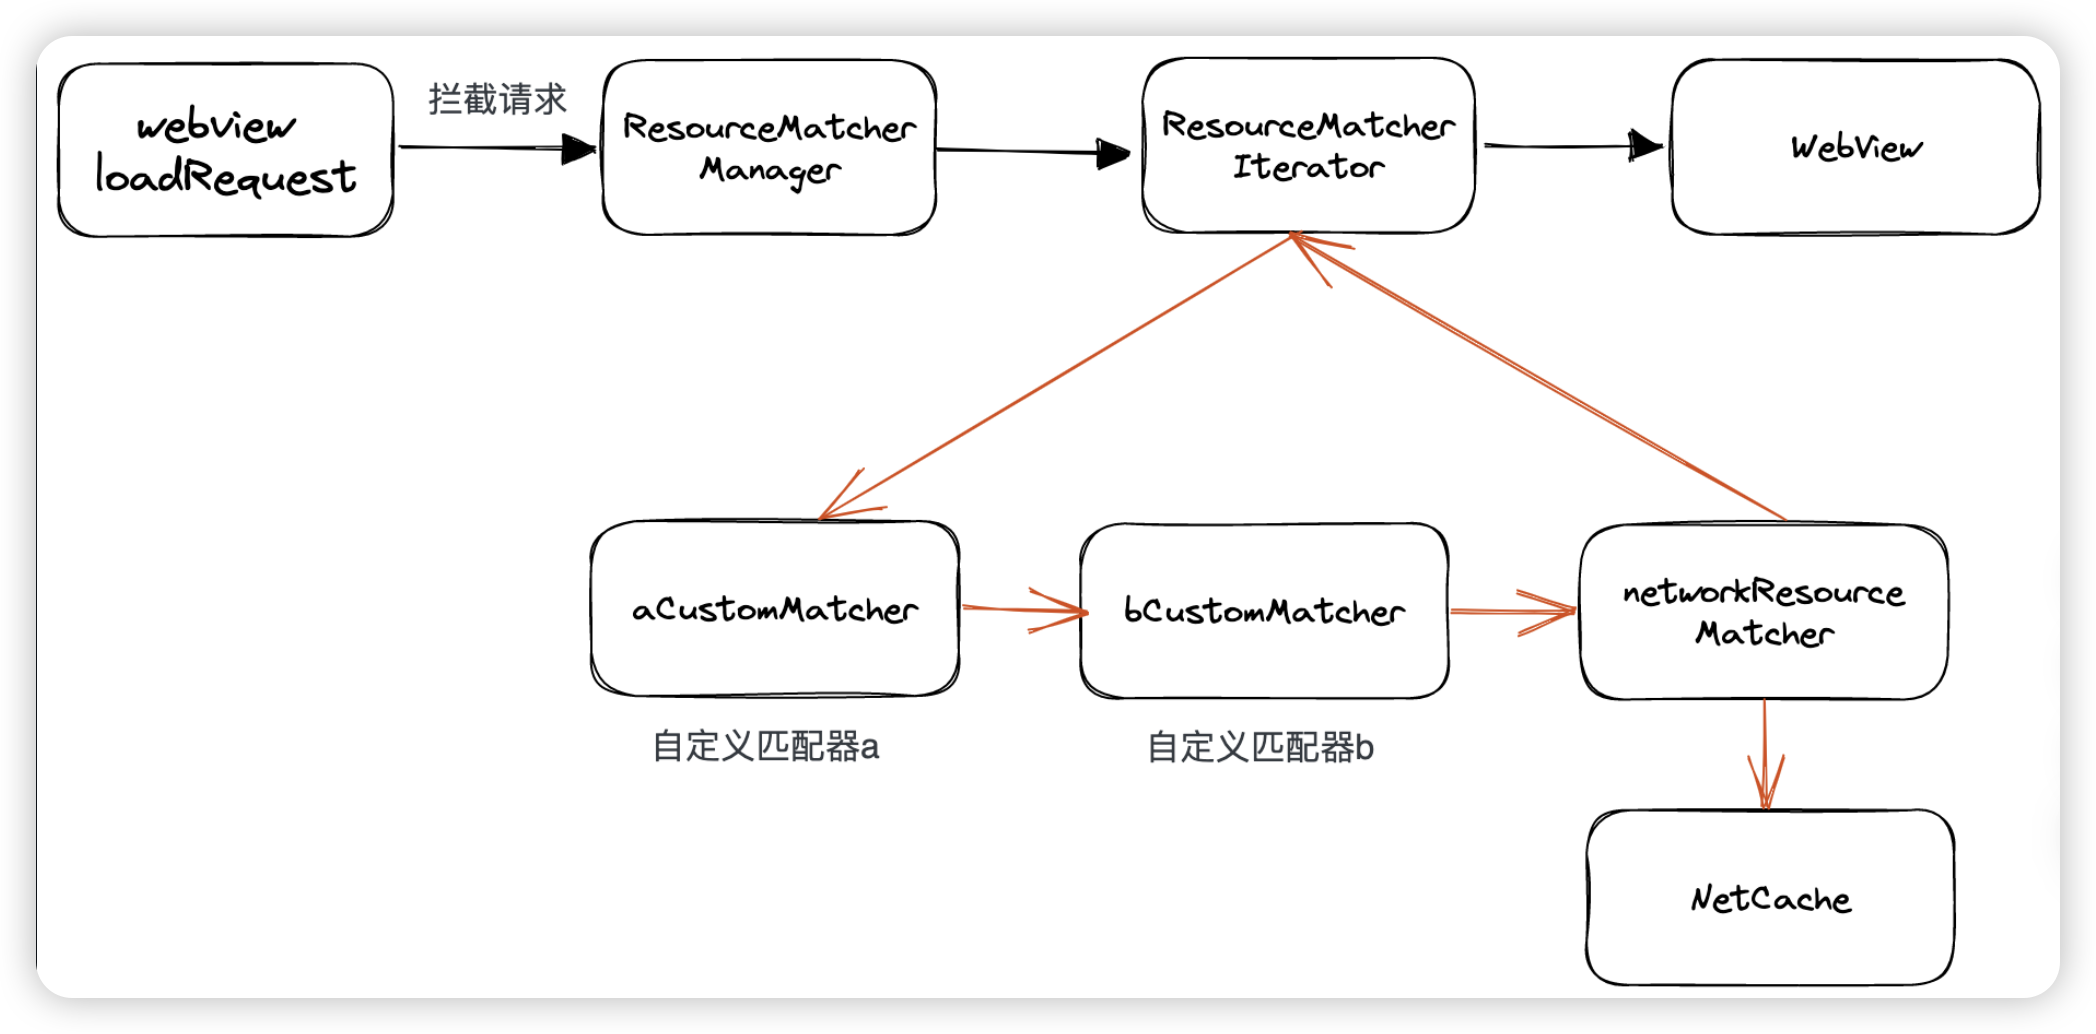 webview
loadRequest
拦截请求
ResourceMatcher
Manager
ResourceMatcher
Iterator
WebView
aCustomMatcher
bCustomMatcher
networkResource
Matcher
自定义匹配器a
自定义匹配器b
NetCache